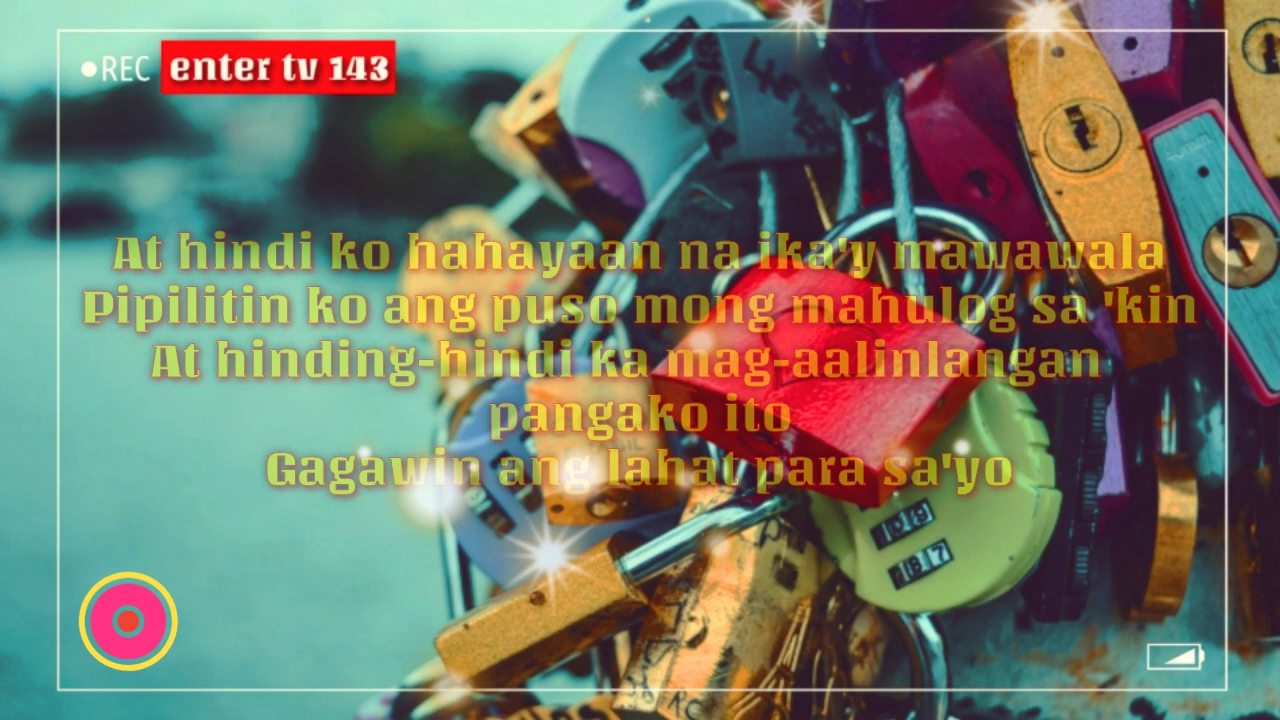 REC enter tv 143
At hindi ko hahayaan na ika'y mawawala
Pipilitin ko ang puso mong mahulog sa 'kin
At hinding-hindi ka mag-aalinlangan
pangako ito
Gagawin ang lahat para sa'yo